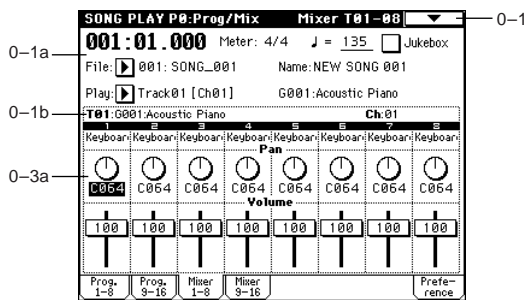 SONG PLAY P0:Prog/Mix Mixer T01-08
0-1
001:01.000 Meter: 4/4 ♩ = 135 Jukebox
0-1a
File: 001: SONG_001 Name: NEW SONG 001
Play: Track01 [Ch01] G001:Acoustic Piano
0-1b
T01:G001:Acoustic Piano Ch:01
1 2 3 4 5 6 7 8
Keyboar Keyboar Keyboar Keyboar Keyboar Keyboar Keyboar Keyboar
Pan
0-3a
C064 C064 C064 C064 C064 C064 C064 C064
Volume
100 100 100 100 100 100 100 100
Prog. 1-8 Prog. 9-16 Mixer 1-8 Mixer 9-16 Prefe-rence